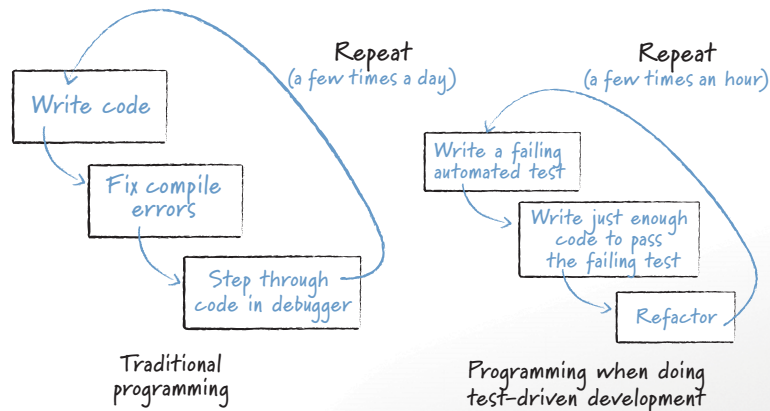 Repeat
(a few times a day)
Write code
Fix compile
errors
Step through
code in debugger
Traditional
programming
Repeat
(a few times an hour)
Write a failing
automated test
Write just enough
code to pass
the failing test
Refactor
Programming when doing
test-driven development